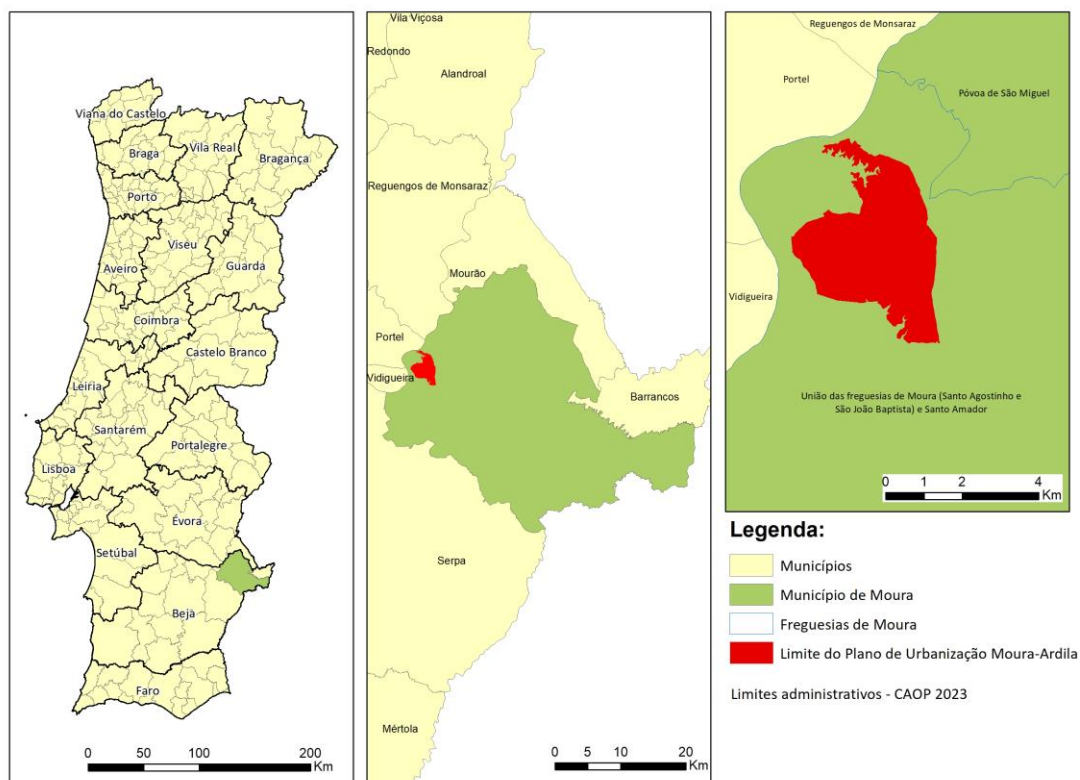 Viana do Castelo
Braga
Vila Real
Bragança
Porto
Aveiro
Viseu
Guarda
Coimbra
Castelo Branco
Leiria
Santarém
Lisboa
Portalegre
Évora
Setúbal
Beja
Faro
0 50 100 200
Km
Vila Viçosa
Redondo
Alandroal
Reguengos de Monsaraz
Mourão
Portel
Vidigueira
Barrancos
Serpa
Mértola
0 5 10 20
Km
Reguengos de Monsaraz
Portel
Póvoa de São Miguel
Vidigueira
União das freguesias de Moura (Santo Agostinho e
São João Baptista) e Santo Amador
0 1 2 4
Km
Legenda:
Municípios
Município de Moura
Freguesias de Moura
Limite do Plano de Urbanização Moura-Ardila
Limites administrativos - CAOP 2023